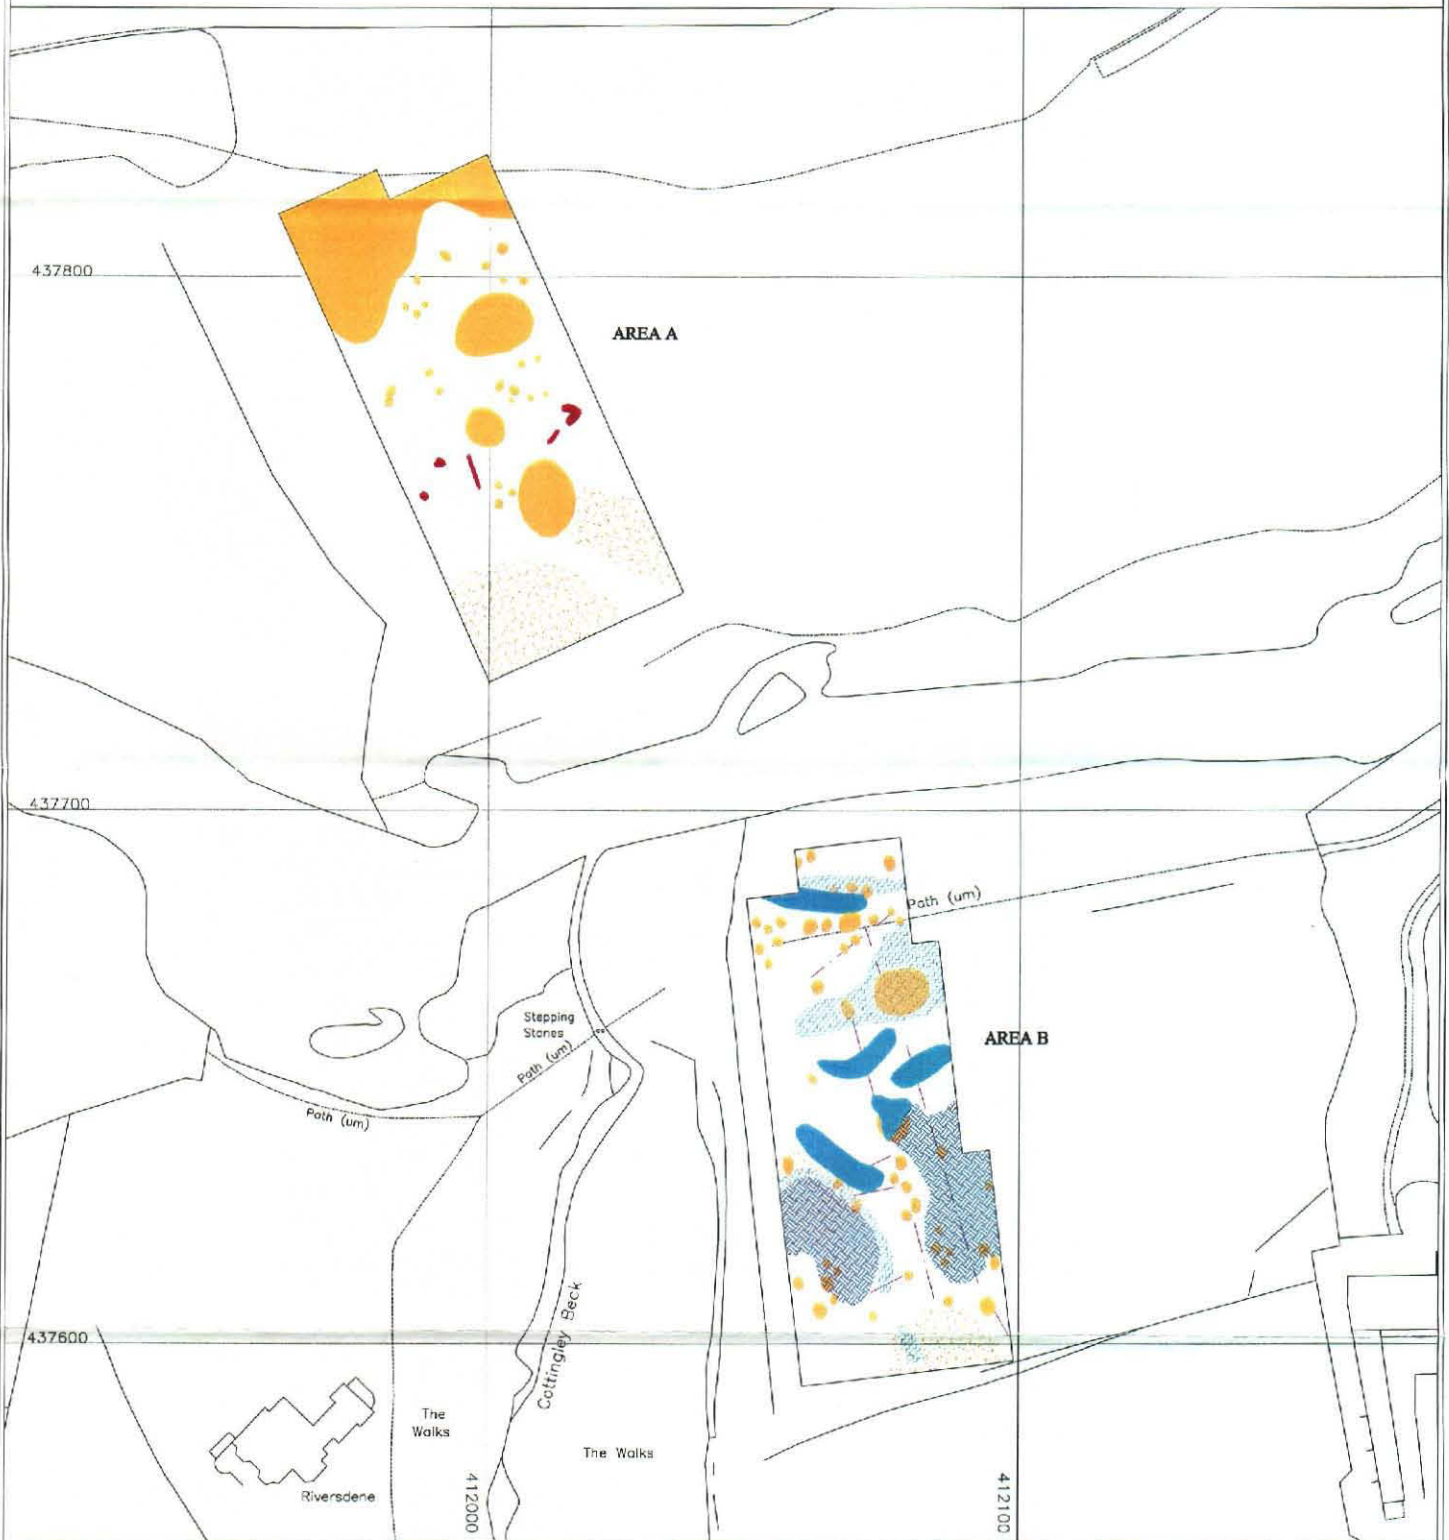 437800
AREA A
437700
Path (um)
Stepping
Stones
Path (um)
AREA B
Path (um)
437600
Cottingley Beck
The
Walks
The Walks
Riversdene
412000
412100